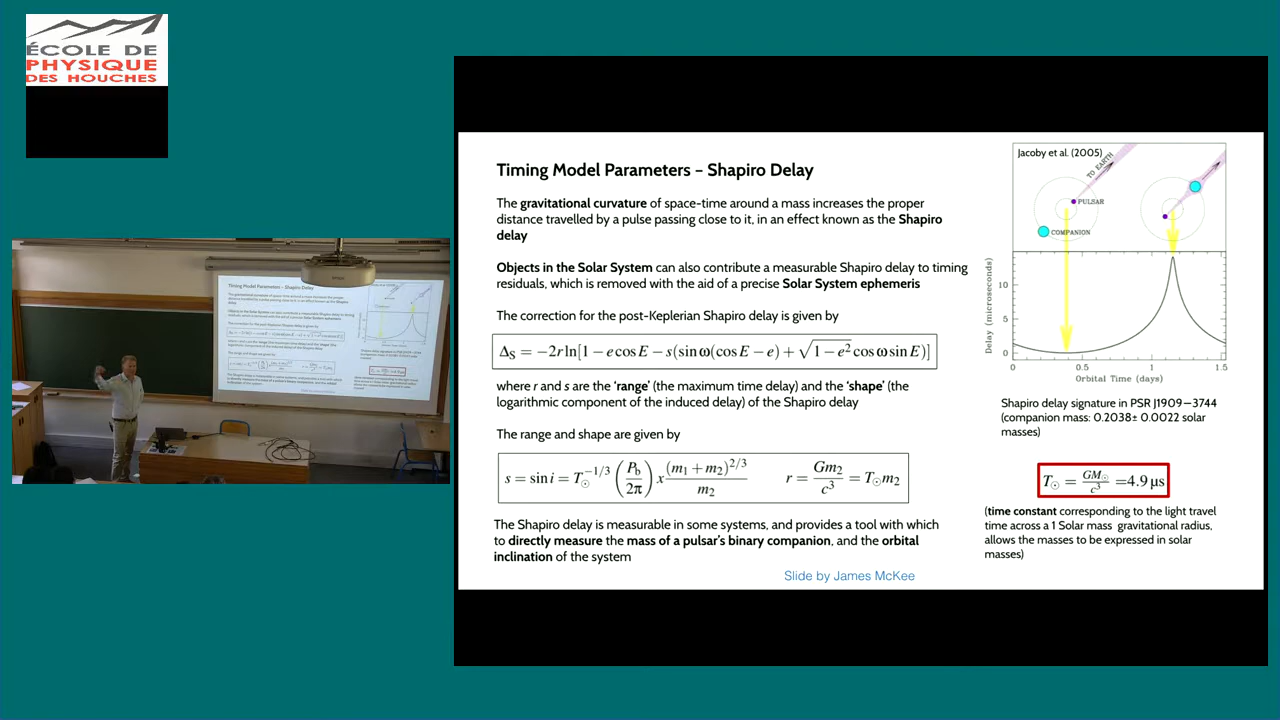 ÉCOLE DE
PHYSIQUE
DES HOUCHES
Timing Model Parameters – Shapiro Delay
The gravitational curvature of space-time around a mass increases the proper
distance travelled by a pulse passing close to it, in an effect known as the Shapiro
delay
Objects in the Solar System can also contribute a measurable Shapiro delay to timing
residuals, which is removed with the aid of a precise Solar System ephemeris
The correction for the post-Keplerian Shapiro delay is given by
Δ_S = −2r ln[1 − e cos E − s(sin ω(cos E − e) + √(1 − e²) cos ω sin E)]
where r and s are the ‘range’ (the maximum time delay) and the ‘shape’ (the
logarithmic component of the induced delay) of the Shapiro delay
The range and shape are given by
s = sin i = T_⊙^(−1/3) (P_b/2π) x (m₁ + m₂)^(2/3)/m₂   r = Gm₂/c³ = T_⊙m₂
The Shapiro delay is measurable in some systems, and provides a tool with which
to directly measure the mass of a pulsar’s binary companion, and the orbital
inclination of the system
Slide by James McKee
Jacoby et al. (2005)
TO EARTH
PULSAR
COMPANION
Delay (microseconds)
10
5
0
0 0.5 1 1.5
Orbital Time (days)
Shapiro delay signature in PSR J1909−3744
(companion mass: 0.2038± 0.0022 solar
masses)
T_⊙ = GM_⊙/c³ =4.9 μs
(time constant corresponding to the light travel
time across a 1 Solar mass gravitational radius,
allows the masses to be expressed in solar
masses)
Timing Model Parameters – Shapiro Delay